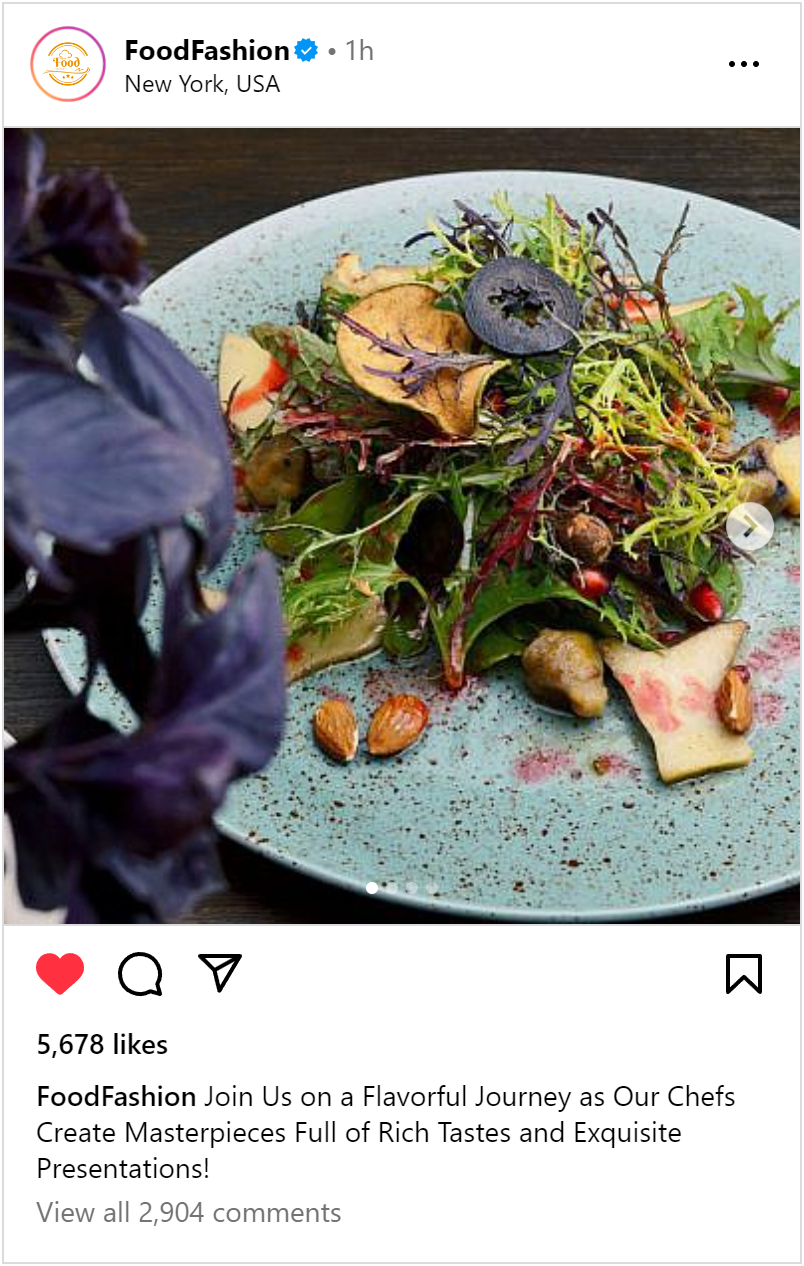 Food
FoodFashion • 1h
New York, USA
5,678 likes
FoodFashion Join Us on a Flavorful Journey as Our Chefs
Create Masterpieces Full of Rich Tastes and Exquisite
Presentations!
View all 2,904 comments